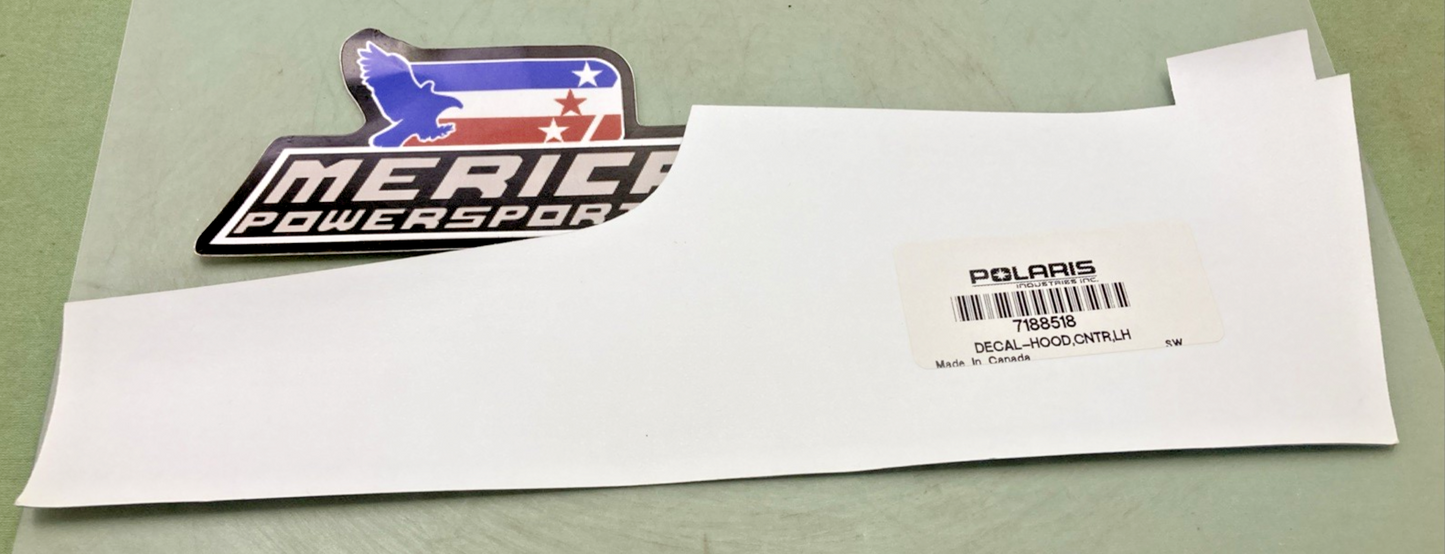 MERICA
POWERSPORT
POLARIS
INDUSTRIES INC.
7188518
DECAL-HOOD,CNTR,LH
SW
Made In Canada